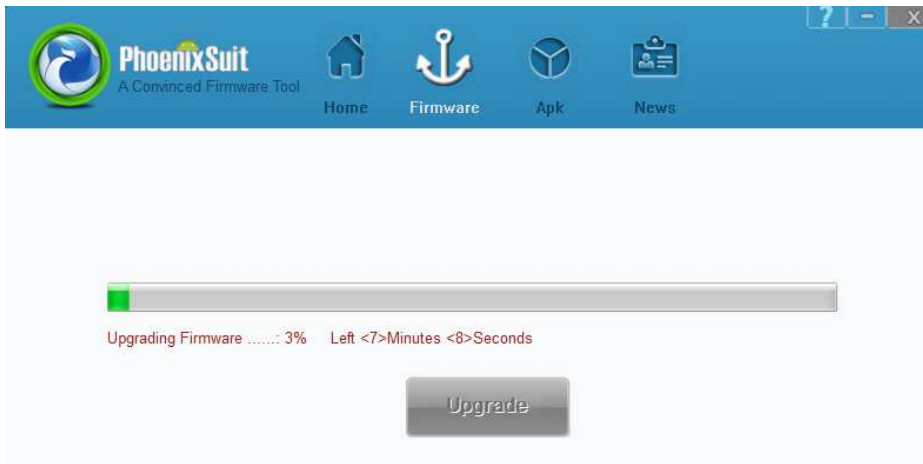 ? – X
PhoenixSuit
A Convinced Firmware Tool
Home Firmware Apk News
Upgrading Firmware ......: 3% Left <7>Minutes <8>Seconds
Upgrade